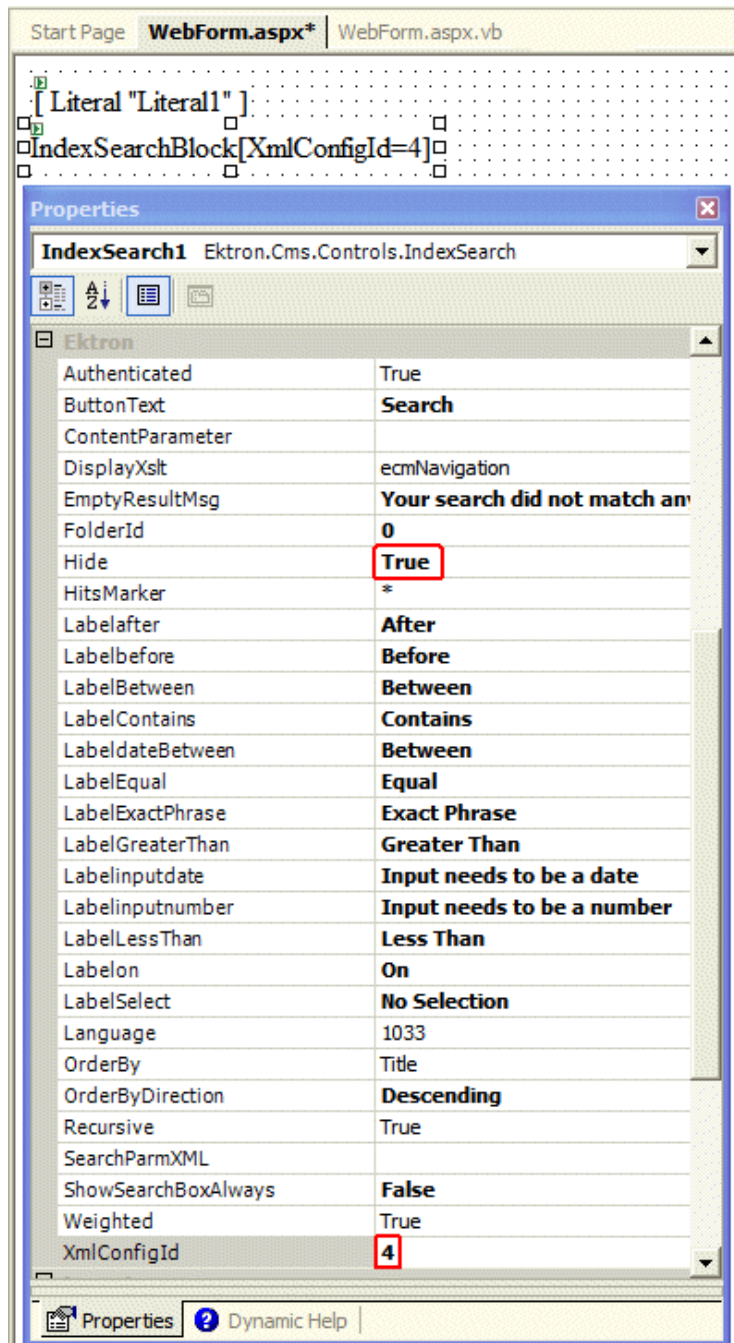 Start Page WebForm.aspx* WebForm.aspx.vb
[ Literal "Literal1" ]
IndexSearchBlock[XmlConfigId=4]
Properties
IndexSearch1 Ektron.Cms.Controls.IndexSearch
Ektron
Authenticated True
ButtonText Search
ContentParameter
DisplayXslt ecmNavigation
EmptyResultMsg Your search did not match any
FolderId 0
Hide True
HitsMarker *
Labelafter After
Labelbefore Before
LabelBetween Between
LabelContains Contains
LabeldateBetween Between
LabelEqual Equal
LabelExactPhrase Exact Phrase
LabelGreaterThan Greater Than
Labelinputdate Input needs to be a date
Labelinputnumber Input needs to be a number
LabelLessThan Less Than
Labelon On
LabelSelect No Selection
Language 1033
OrderBy Title
OrderByDirection Descending
Recursive True
SearchParmXML
ShowSearchBoxAlways False
Weighted True
XmlConfigId 4
Properties Dynamic Help